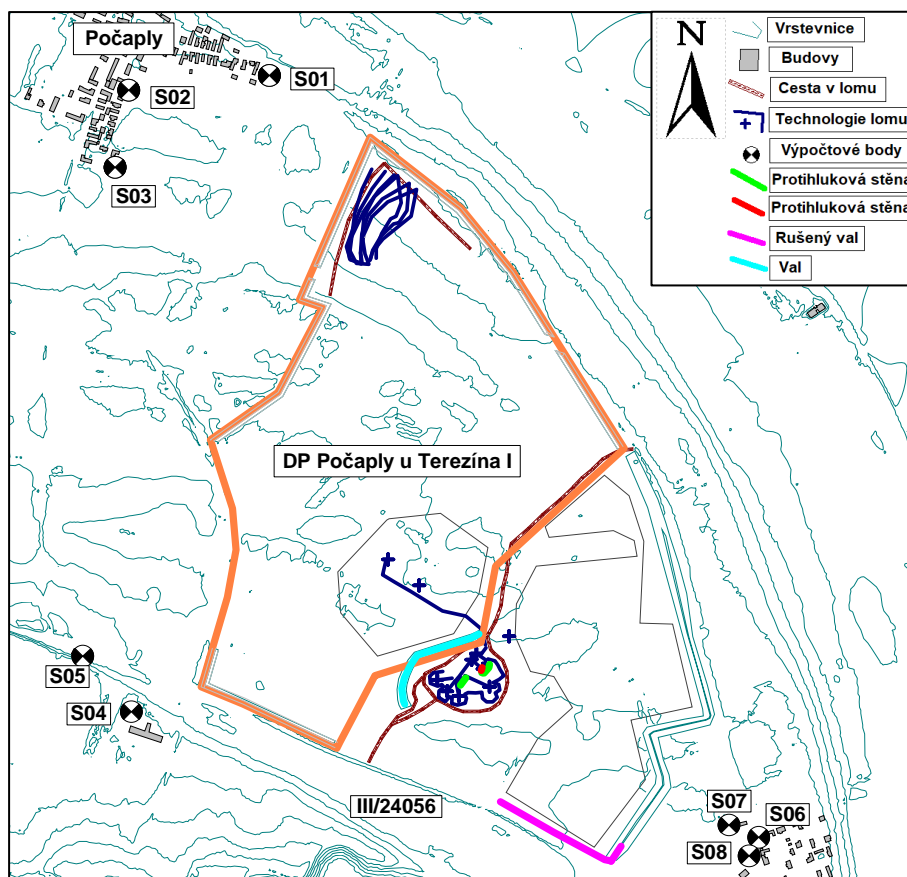 Počaply
S01
S02
S03
N
Vrstevnice
Budovy
Cesta v lomu
Technologie lomu
Výpočtové body
Protihluková stěna
Protihluková stěna
Rušený val
Val
DP Počaply u Terezína I
S05
S04
III/24056
S07
S06
S08